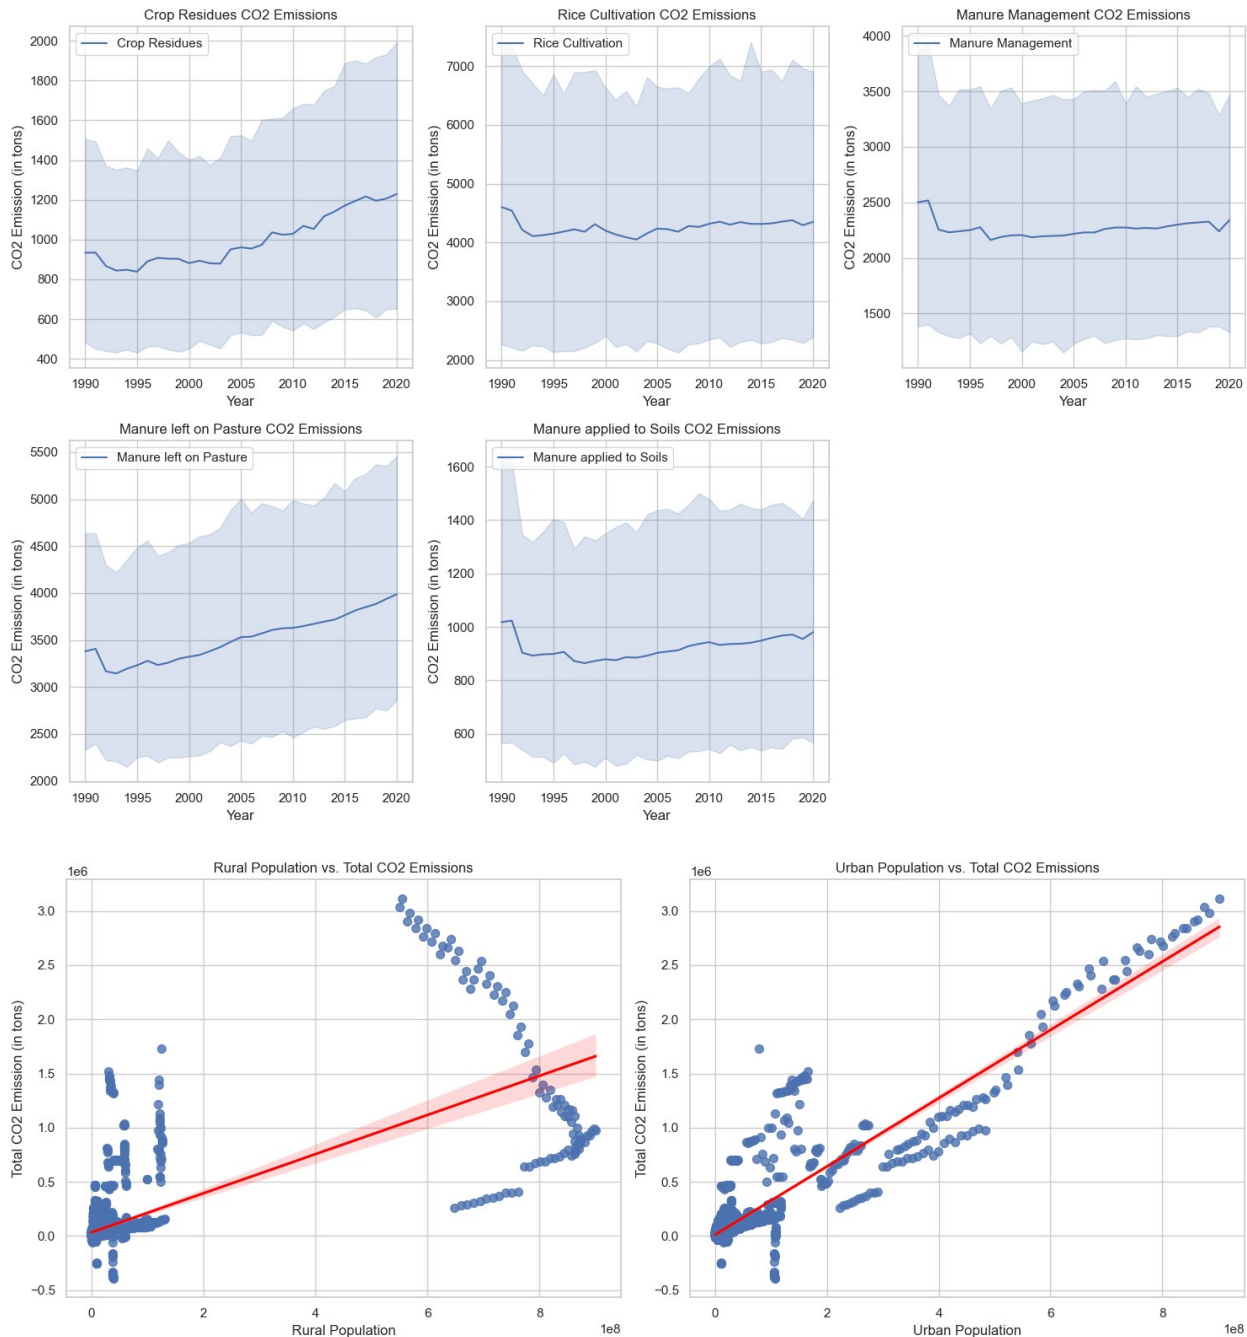 Crop Residues CO2 Emissions
Crop Residues
CO2 Emission (in tons)
2000
1800
1600
1400
1200
1000
800
600
400
1990 1995 2000 2005 2010 2015 2020
Year
Rice Cultivation CO2 Emissions
Rice Cultivation
CO2 Emission (in tons)
7000
6000
5000
4000
3000
2000
1990 1995 2000 2005 2010 2015 2020
Year
Manure Management CO2 Emissions
Manure Management
CO2 Emission (in tons)
4000
3500
3000
2500
2000
1500
1990 1995 2000 2005 2010 2015 2020
Year
Manure left on Pasture CO2 Emissions
Manure left on Pasture
CO2 Emission (in tons)
5500
5000
4500
4000
3500
3000
2500
2000
1990 1995 2000 2005 2010 2015 2020
Year
Manure applied to Soils CO2 Emissions
Manure applied to Soils
CO2 Emission (in tons)
1600
1400
1200
1000
800
600
1990 1995 2000 2005 2010 2015 2020
Year
Rural Population vs. Total CO2 Emissions
1e6
Total CO2 Emission (in tons)
3.0
2.5
2.0
1.5
1.0
0.5
0.0
−0.5
0 2 4 6 8
1e8
Rural Population
Urban Population vs. Total CO2 Emissions
1e6
Total CO2 Emission (in tons)
3.0
2.5
2.0
1.5
1.0
0.5
0.0
−0.5
0 2 4 6 8
1e8
Urban Population